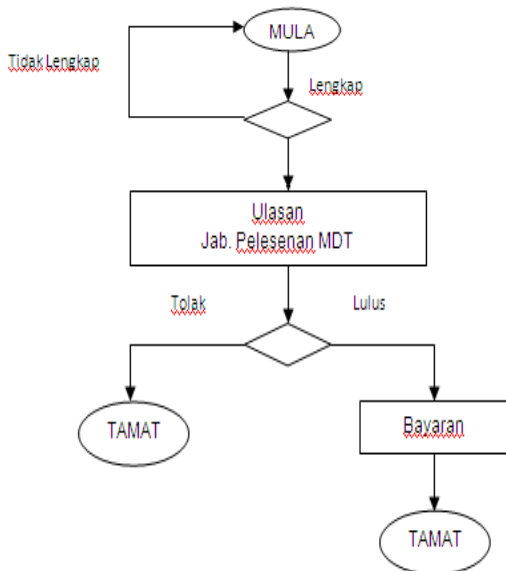 MULA
Tidak Lengkap
Lengkap
Ulasan
Jab. Pelesenan MDT
Tolak
Lulus
TAMAT
Bayaran
TAMAT